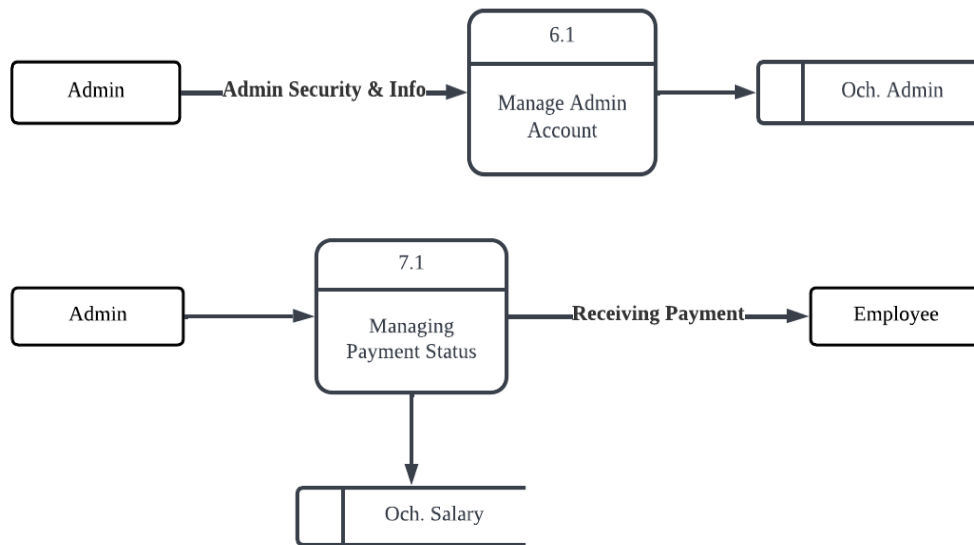 6.1
Admin
Admin Security & Info
Manage Admin
Account
Och. Admin
7.1
Admin
Managing
Payment Status
Receiving Payment
Employee
Och. Salary